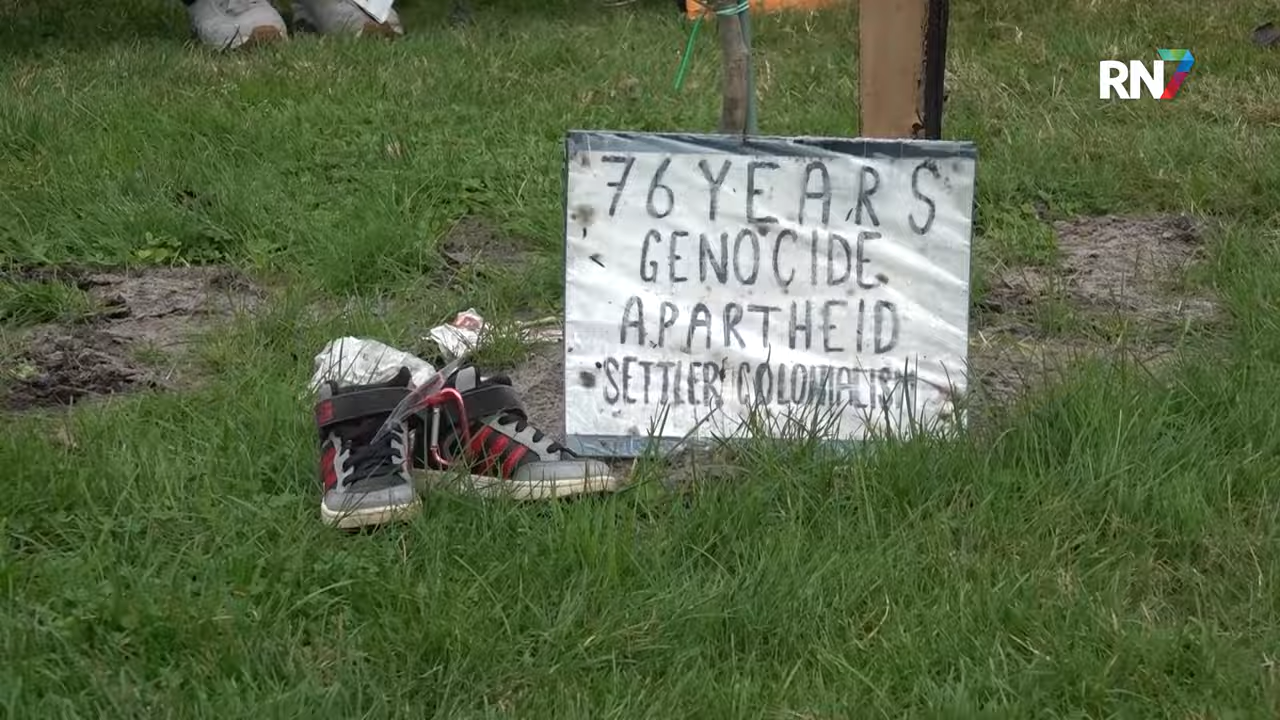 RN7
76 YEARS
GENOCIDE
APARTHEID
SETTLER COLONIALISM